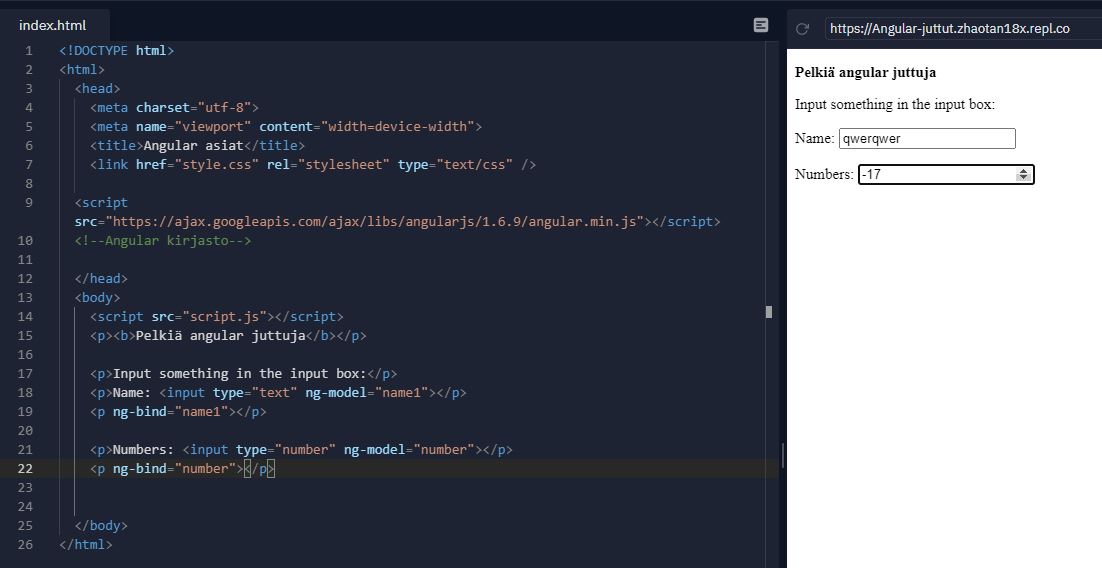 index.html
1 <!DOCTYPE html>
2 <html>
3 <head>
4 <meta charset="utf-8">
5 <meta name="viewport" content="width=device-width">
6 <title>Angular asiat</title>
7 <link href="style.css" rel="stylesheet" type="text/css" />
8
9 <script
src="https://ajax.googleapis.com/ajax/libs/angularjs/1.6.9/angular.min.js"></script>
10 <!--Angular kirjasto-->
11
12 </head>
13 <body>
14 <script src="script.js"></script>
15 <p><b>Pelkiä angular juttuja</b></p>
16
17 <p>Input something in the input box:</p>
18 <p>Name: <input type="text" ng-model="name1"></p>
19 <p ng-bind="name1"></p>
20
21 <p>Numbers: <input type="number" ng-model="number"></p>
22 <p ng-bind="number"></p>
23
24
25 </body>
26 </html>
https://Angular-juttut.zhaotan18x.repl.co
Pelkiä angular juttuja
Input something in the input box:
Name: qwerqwer
Numbers: -17